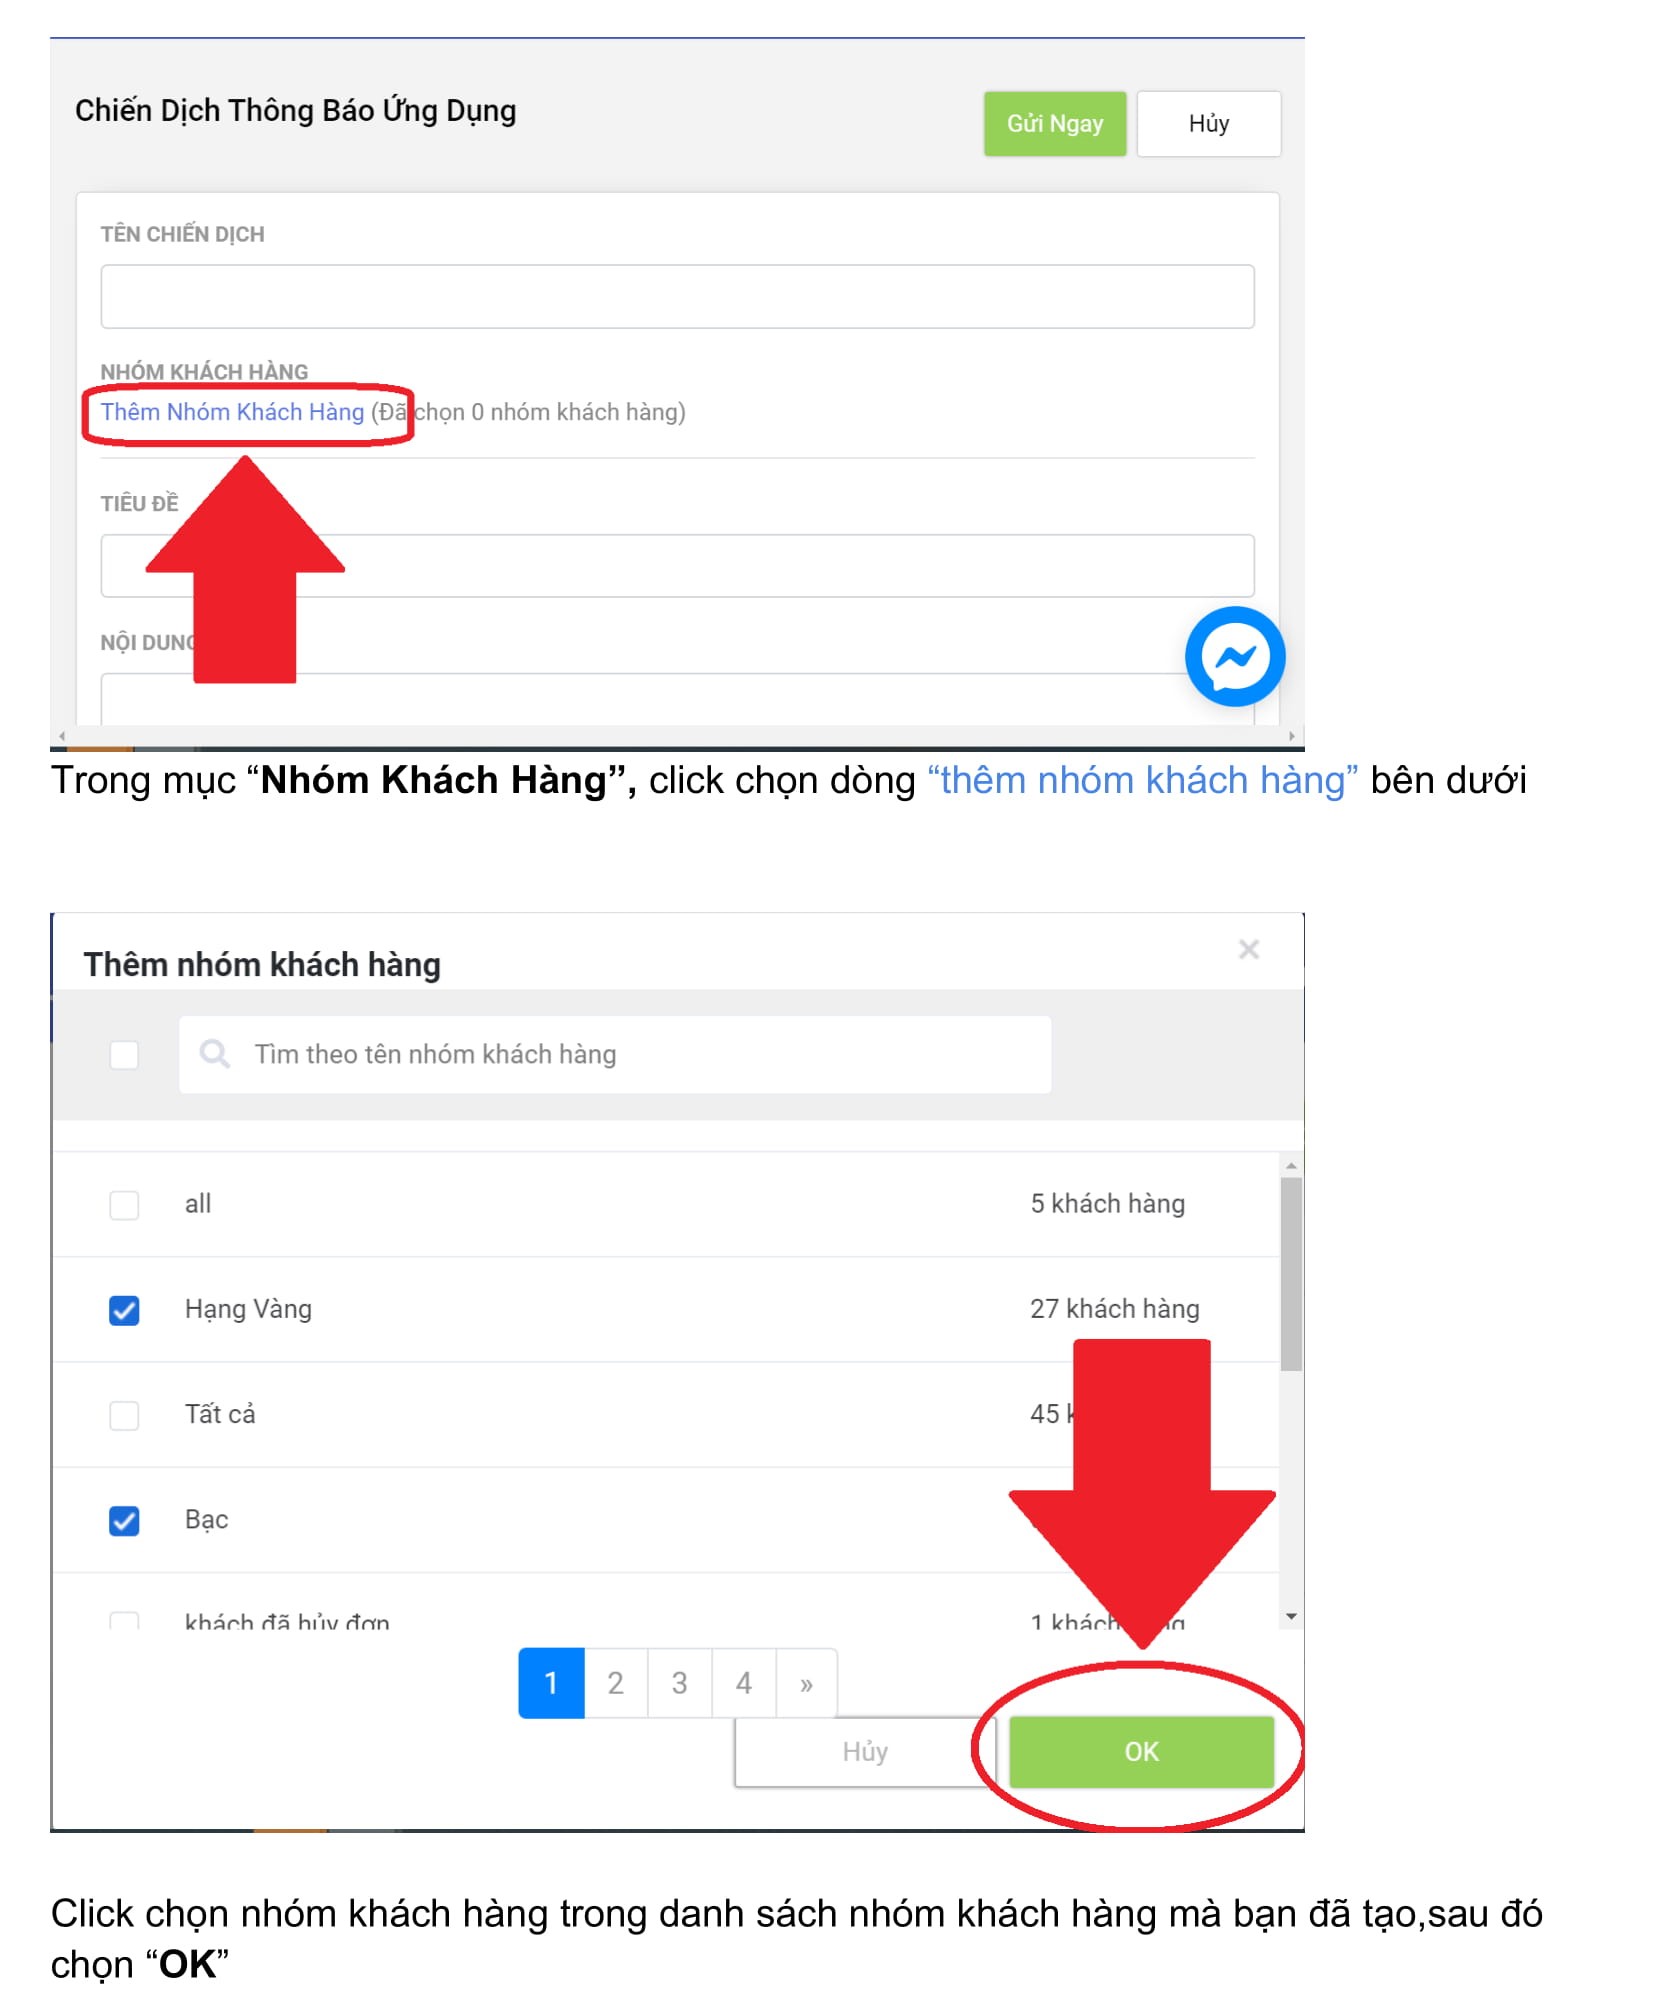 Chiến Dịch Thông Báo Ứng Dụng
Gửi Ngay
Hủy
TÊN CHIẾN DỊCH
NHÓM KHÁCH HÀNG
Thêm Nhóm Khách Hàng (Đã chọn 0 nhóm khách hàng)
TIÊU ĐỀ
NỘI DUNG
Trong mục “Nhóm Khách Hàng”, click chọn dòng “thêm nhóm khách hàng” bên dưới
Thêm nhóm khách hàng ×
Tìm theo tên nhóm khách hàng
all 5 khách hàng
Hạng Vàng 27 khách hàng
Tất cả 45
Bạc
khách đã hủy đơn 1 khách
1 2 3 4 »
Hủy OK
Click chọn nhóm khách hàng trong danh sách nhóm khách hàng mà bạn đã tạo,sau đó
chọn “OK”